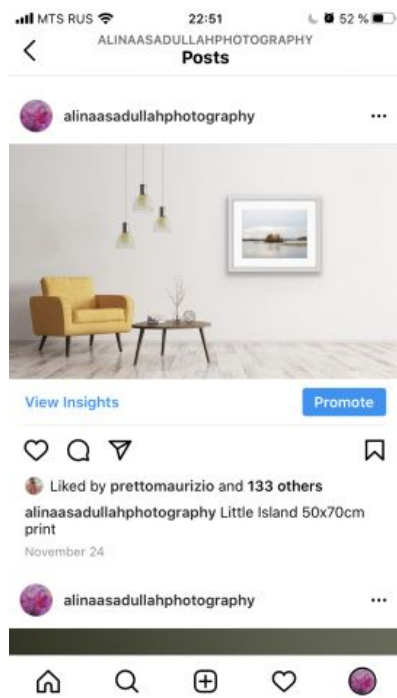 MTS RUS 22:51 52 %
ALINAASADULLAHPHOTOGRAPHY
Posts
alinaasadullahphotography
View Insights Promote
Liked by prettomaurizio and 133 others
alinaasadullahphotography Little Island 50x70cm
print
November 24
alinaasadullahphotography